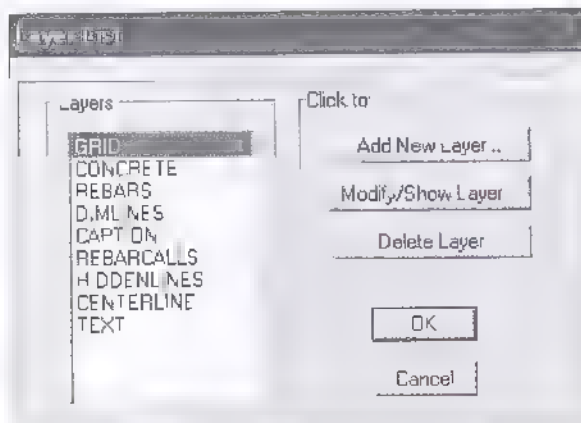 Layers
GRID
CONCRETE
REBARS
DIMLINES
CAPTION
REBARCALLS
HIDDENLINES
CENTERLINE
TEXT
Click to
Add New Layer ..
Modify/Show Layer
Delete Layer
OK
Cancel